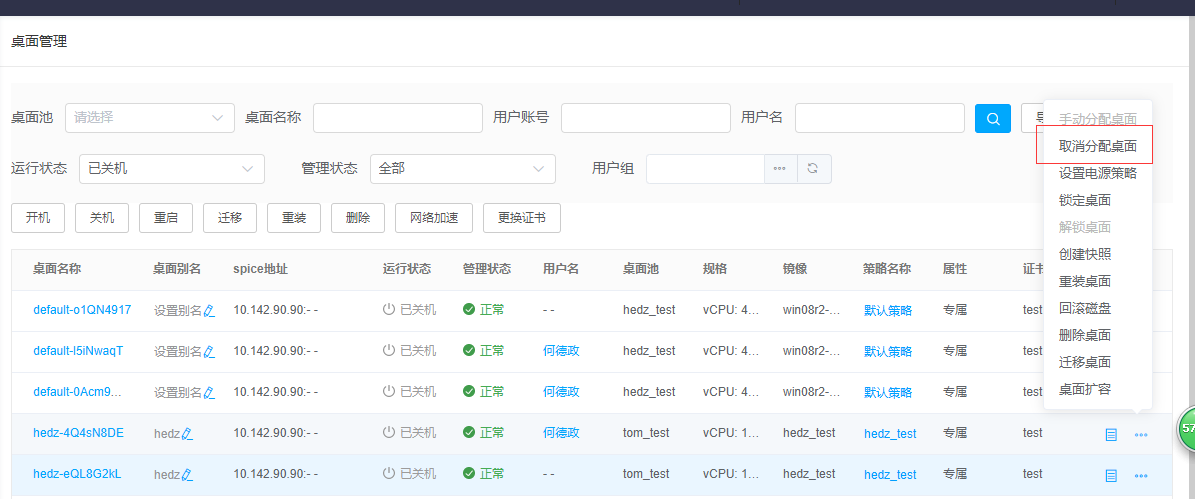 桌面管理
桌面池 请选择 桌面名称 用户账号 用户名
运行状态 已关机 管理状态 全部 用户组
开机 关机 重启 迁移 重装 删除 网络加速 更换证书
手动分配桌面
取消分配桌面
设置电源策略
锁定桌面
解锁桌面
创建快照
重装桌面
回滚磁盘
删除桌面
迁移桌面
桌面扩容
桌面名称 桌面别名 spice地址 运行状态 管理状态 用户名 桌面池 规格 镜像 策略名称 属性 证书
default-o1QN4917 设置别名 10.142.90.90:- - 已关机 正常 - - hedz_test vCPU: 4... win08r2-... 默认策略 专属 test
default-l5iNwaqT 设置别名 10.142.90.90:- - 已关机 正常 何德政 hedz_test vCPU: 4... win08r2-... 默认策略 专属 test
default-0Acm9... 设置别名 10.142.90.90:- - 已关机 正常 何德政 hedz_test vCPU: 4... win08r2-... 默认策略 专属 test
hedz-4Q4sN8DE hedz 10.142.90.90:- - 已关机 正常 何德政 tom_test vCPU: 1... hedz_test hedz_test 专属 test
hedz-eQL8G2kL hedz 10.142.90.90:- - 已关机 正常 - - tom_test vCPU: 1... hedz_test hedz_test 专属 test
57